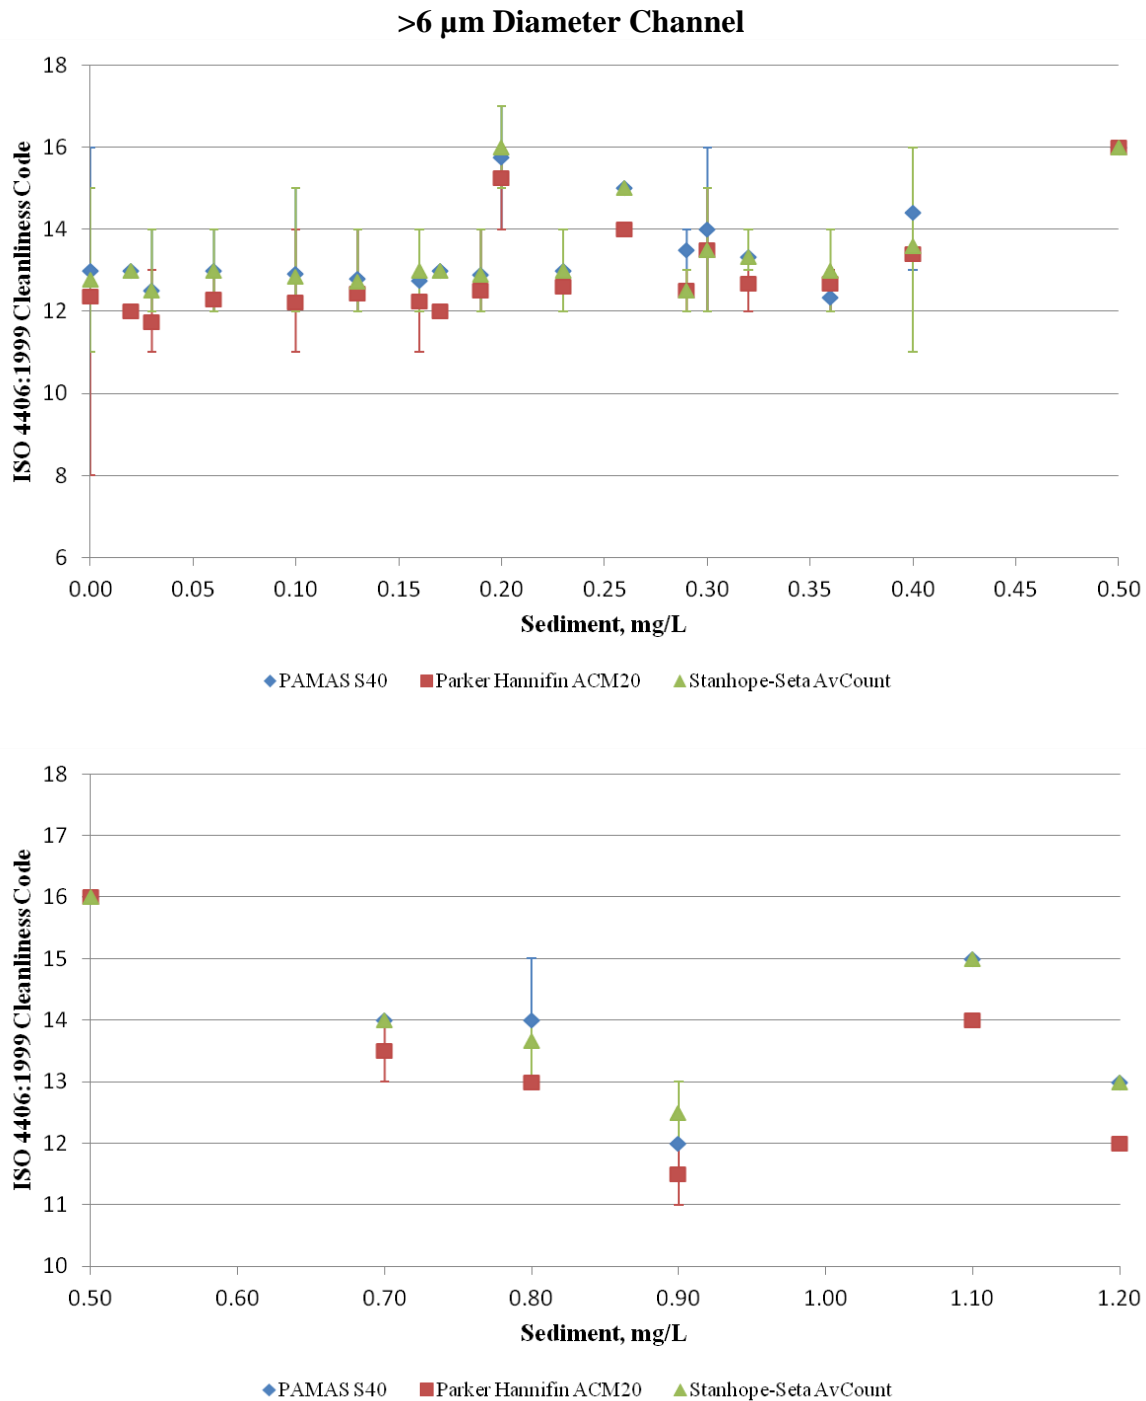 >6 µm Diameter Channel
18
16
14
12
10
8
6
ISO 4406:1999 Cleanliness Code
0.00 0.05 0.10 0.15 0.20 0.25 0.30 0.35 0.40 0.45 0.50
Sediment, mg/L
PAMAS S40 Parker Hannifin ACM20 Stanhope-Seta AvCount
18
17
16
15
14
13
12
11
10
ISO 4406:1999 Cleanliness Code
0.50 0.60 0.70 0.80 0.90 1.00 1.10 1.20
Sediment, mg/L
PAMAS S40 Parker Hannifin ACM20 Stanhope-Seta AvCount